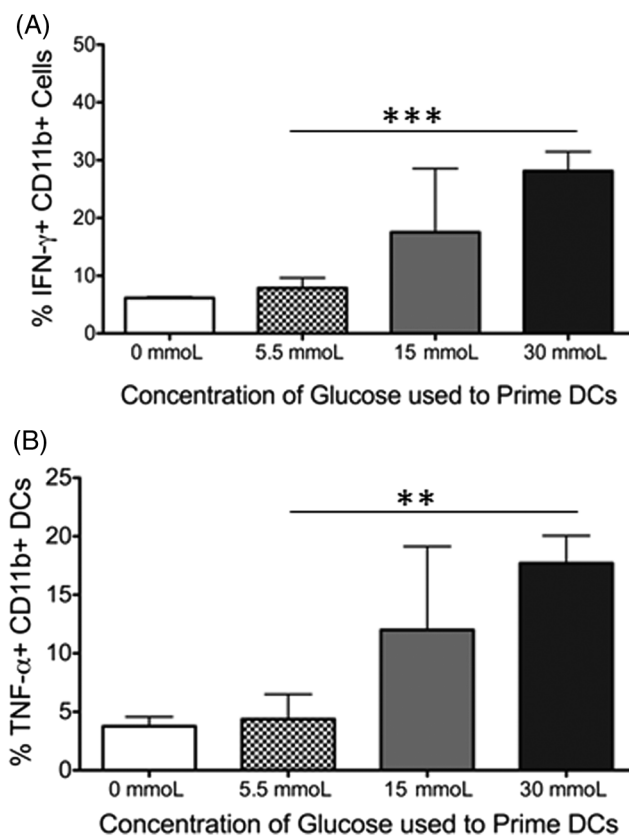 (A)
% IFN-γ+ CD11b+ Cells
50
40
30
20
10
0
***
0 mmoL 5.5 mmoL 15 mmoL 30 mmoL
Concentration of Glucose used to Prime DCs
(B)
% TNF-α+ CD11b+ DCs
25
20
15
10
5
0
**
0 mmoL 5.5 mmoL 15 mmoL 30 mmoL
Concentration of Glucose used to Prime DCs